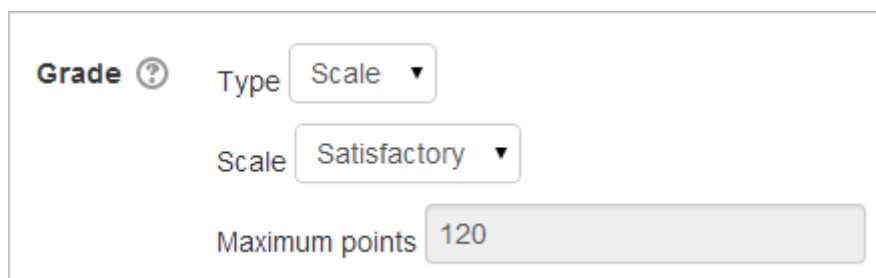 Grade ? Type Scale
Scale Satisfactory
Maximum points 120